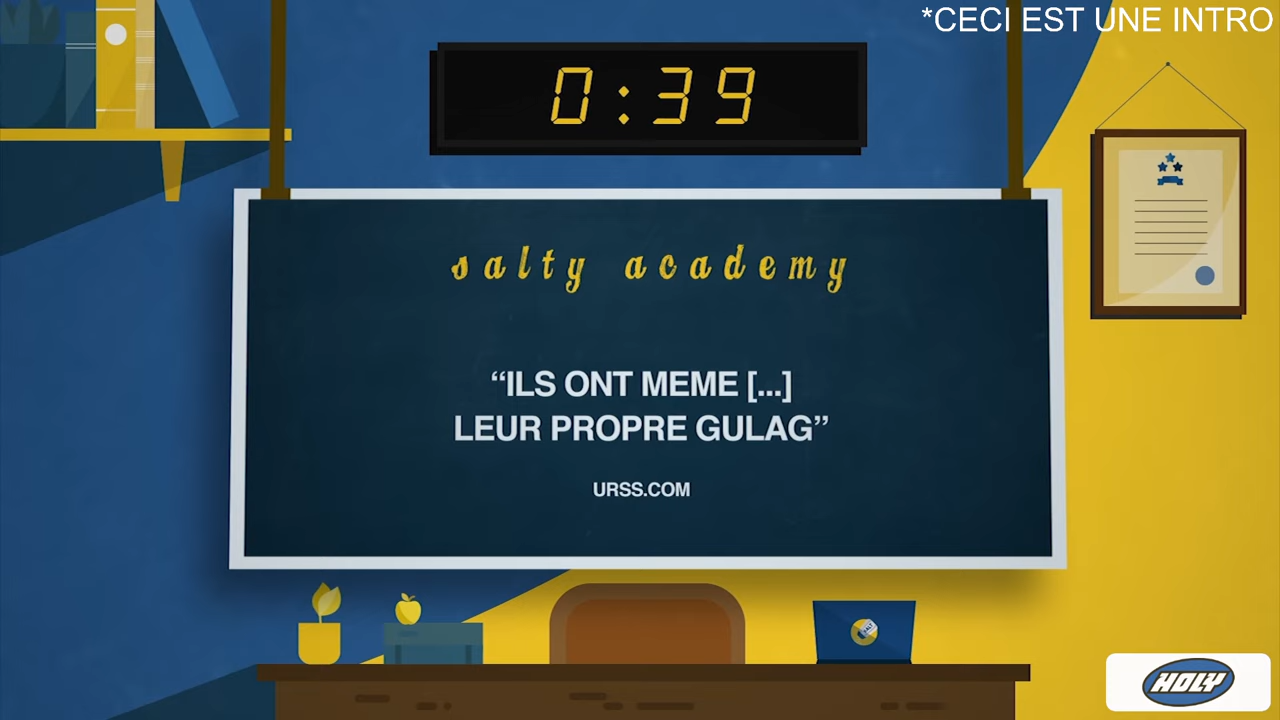 *CECI EST UNE INTRO
0:39
salty academy
“ILS ONT MEME [...]
LEUR PROPRE GULAG”
URSS.COM
HOLY